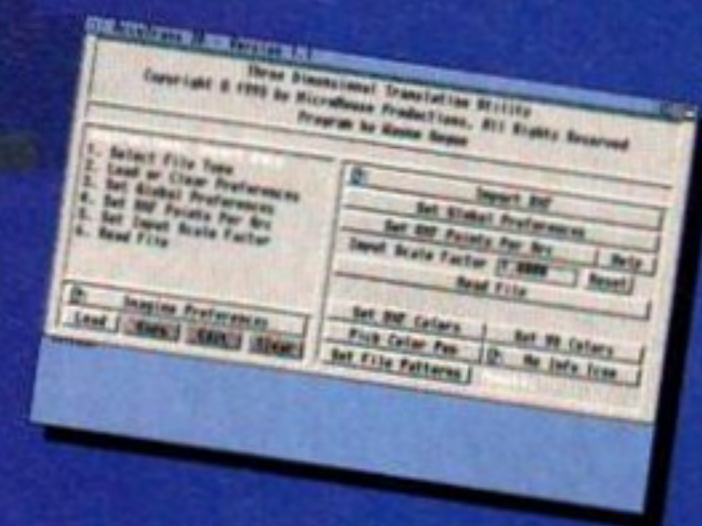 Three Dimensional Translation Utility
Copyright © by MicroHouse Productions, All Rights Reserved
Program by
1. Select File Type
2. Load or Clear Preferences
3. Set Global Preferences
4. Set DXF Points Per Arc
5. Set Input Scale Factor
6. Read File
Import DXF
Set Global Preferences
Set DXF Points Per Arc
Help
Input Scale Factor
Reset
Read File
Imagine Preferences
Load
Save
Edit
Clear
Set DXF Colors
Set Colors
Pick Color Pen
No Info Icon
Set File Patterns